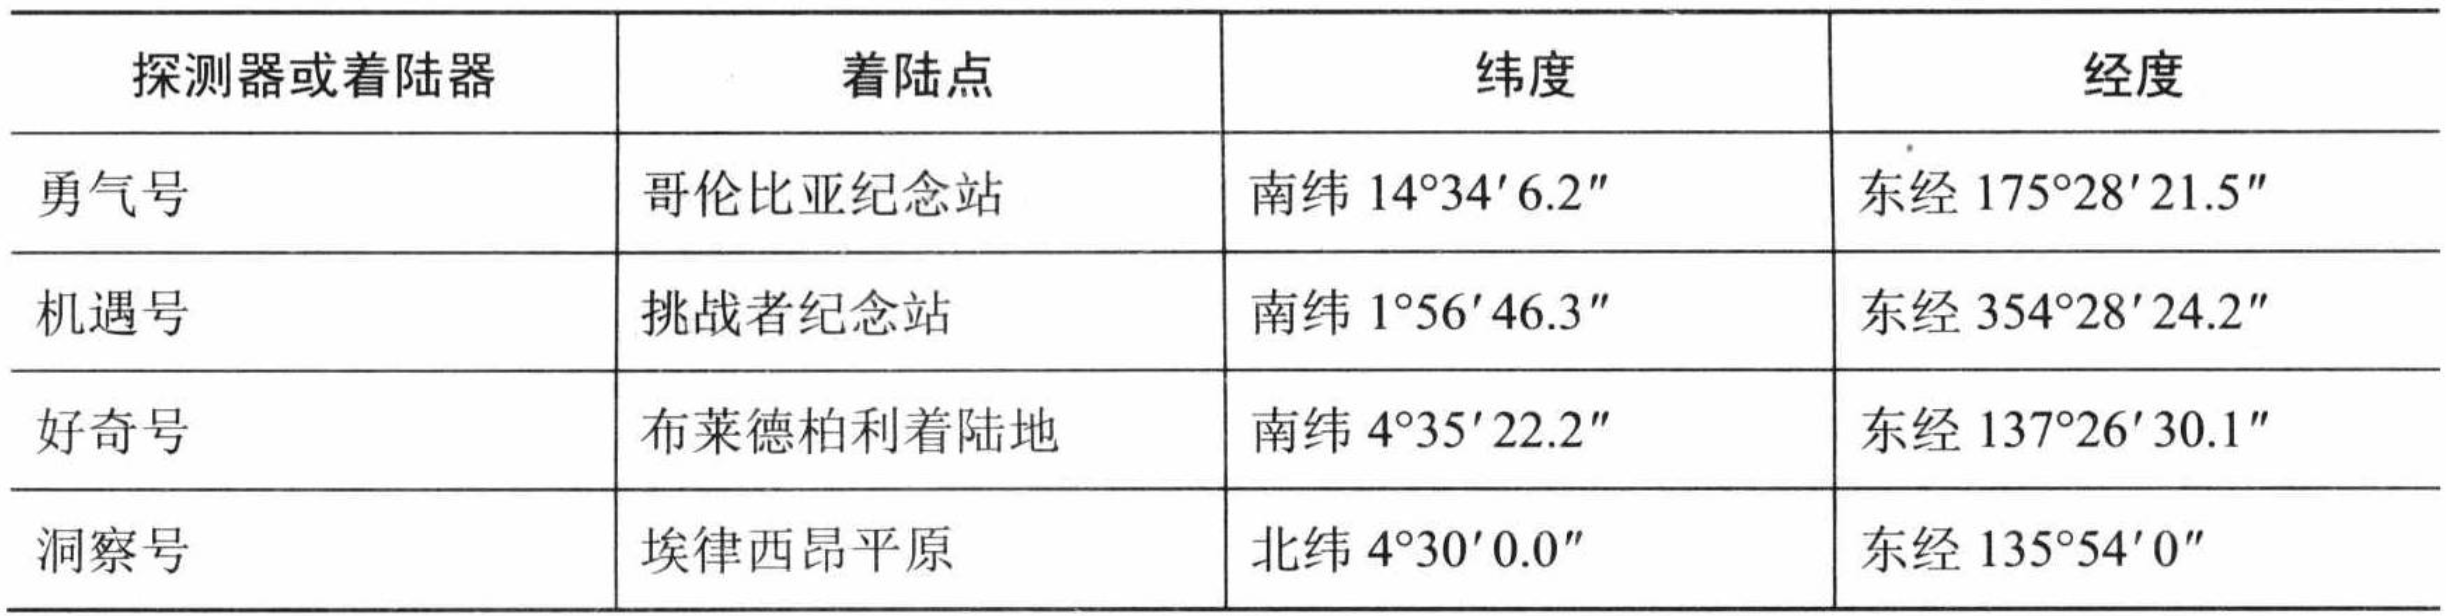 探测器或着陆器 着陆点 纬度 经度
勇气号 哥伦比亚纪念站 南纬 14°34′6.2″ 东经 175°28′21.5″
机遇号 挑战者纪念站 南纬 1°56′46.3″ 东经 354°28′24.2″
好奇号 布莱德柏利着陆地 南纬 4°35′22.2″ 东经 137°26′30.1″
洞察号 埃律西昂平原 北纬 4°30′0.0″ 东经 135°54′0″